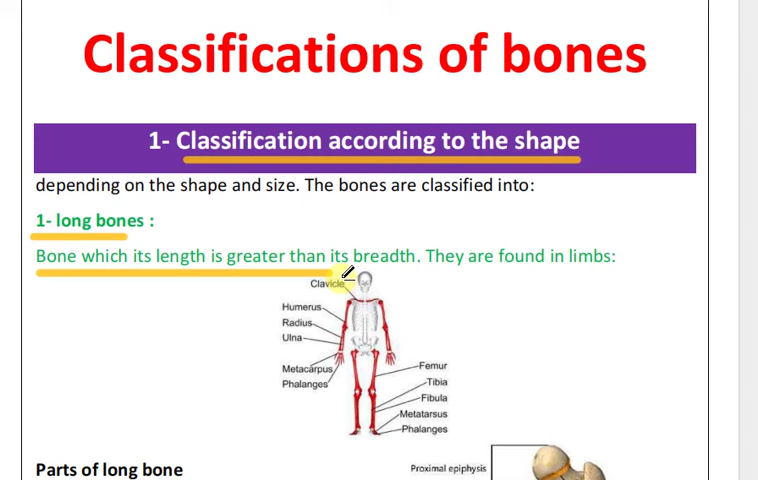 Classifications of bones
1- Classification according to the shape
depending on the shape and size. The bones are classified into:
1- long bones :
Bone which its length is greater than its breadth. They are found in limbs:
Clavicle
Humerus
Radius
Ulna
Metacarpus
Phalanges
Femur
Tibia
Fibula
Metatarsus
Phalanges
Parts of long bone
Proximal epiphysis